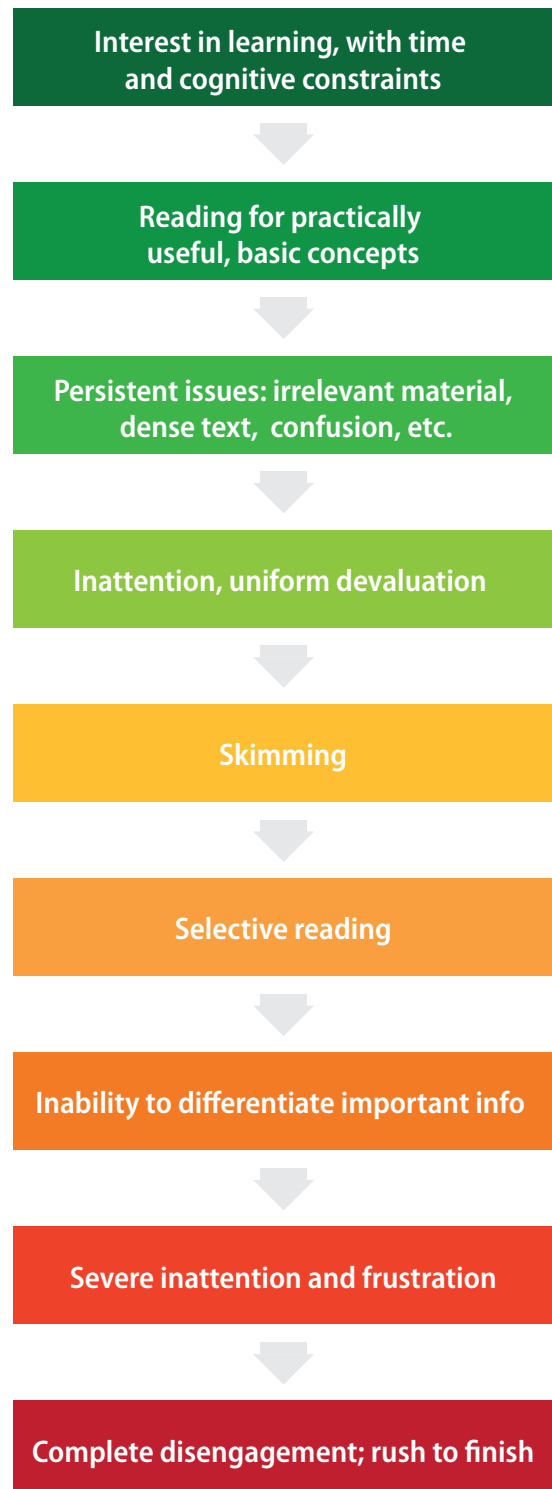 Interest in learning, with time
and cognitive constraints
Reading for practically
useful, basic concepts
Persistent issues: irrelevant material,
dense text, confusion, etc.
Inattention, uniform devaluation
Skimming
Selective reading
Inability to differentiate important info
Severe inattention and frustration
Complete disengagement; rush to finish